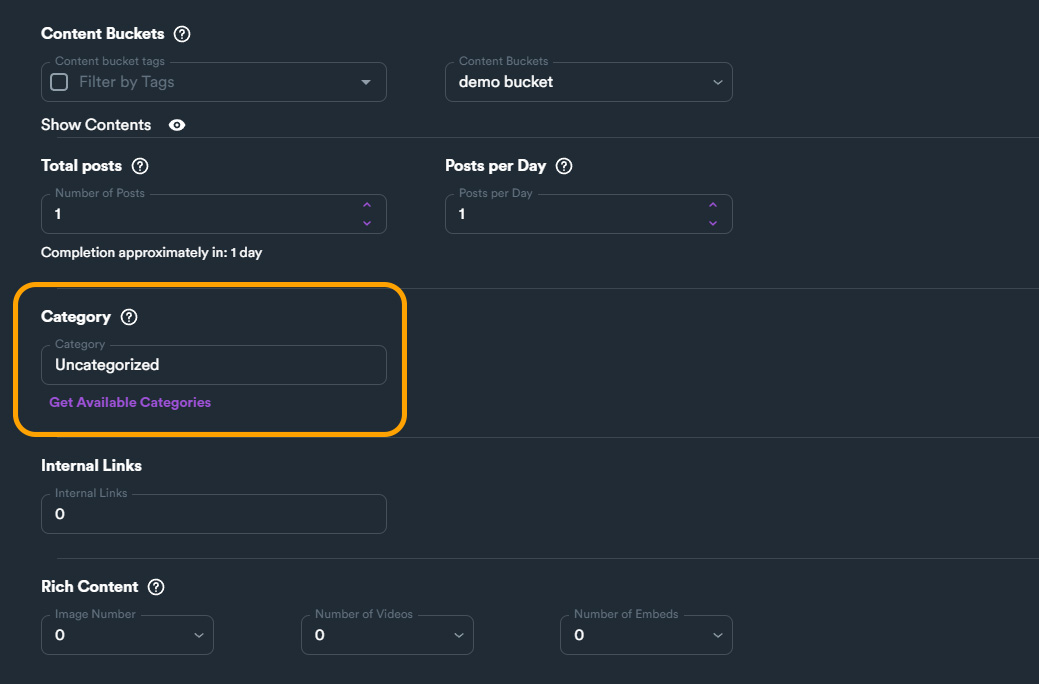 Content Buckets
Content bucket tags
Content Buckets
Filter by Tags
demo bucket
Show Contents
Total posts
Posts per Day
Number of Posts
Posts per Day
1
1
Completion approximately in: 1 day
Category
Category
Uncategorized
Get Available Categories
Internal Links
Internal Links
0
Rich Content
Image Number
Number of Videos
Number of Embeds
0
0
0